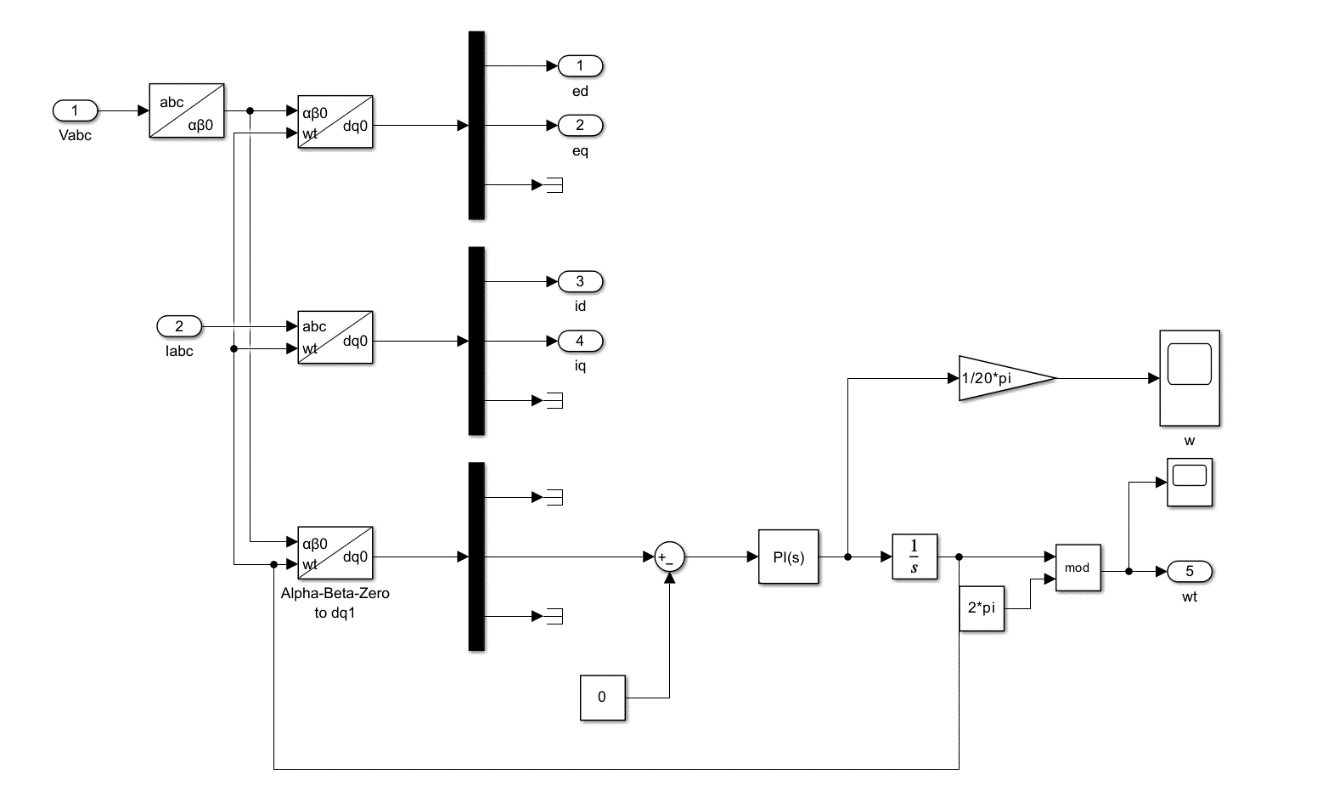 1
Vabc
abc
αβ0
αβ0
wt
dq0
1
ed
2
eq
2
Iabc
abc
wt
dq0
3
id
4
iq
1/20*pi
w
αβ0
wt
dq0
Alpha-Beta-Zero
to dq1
+
−
PI(s)
1
s
mod
5
wt
2*pi
0